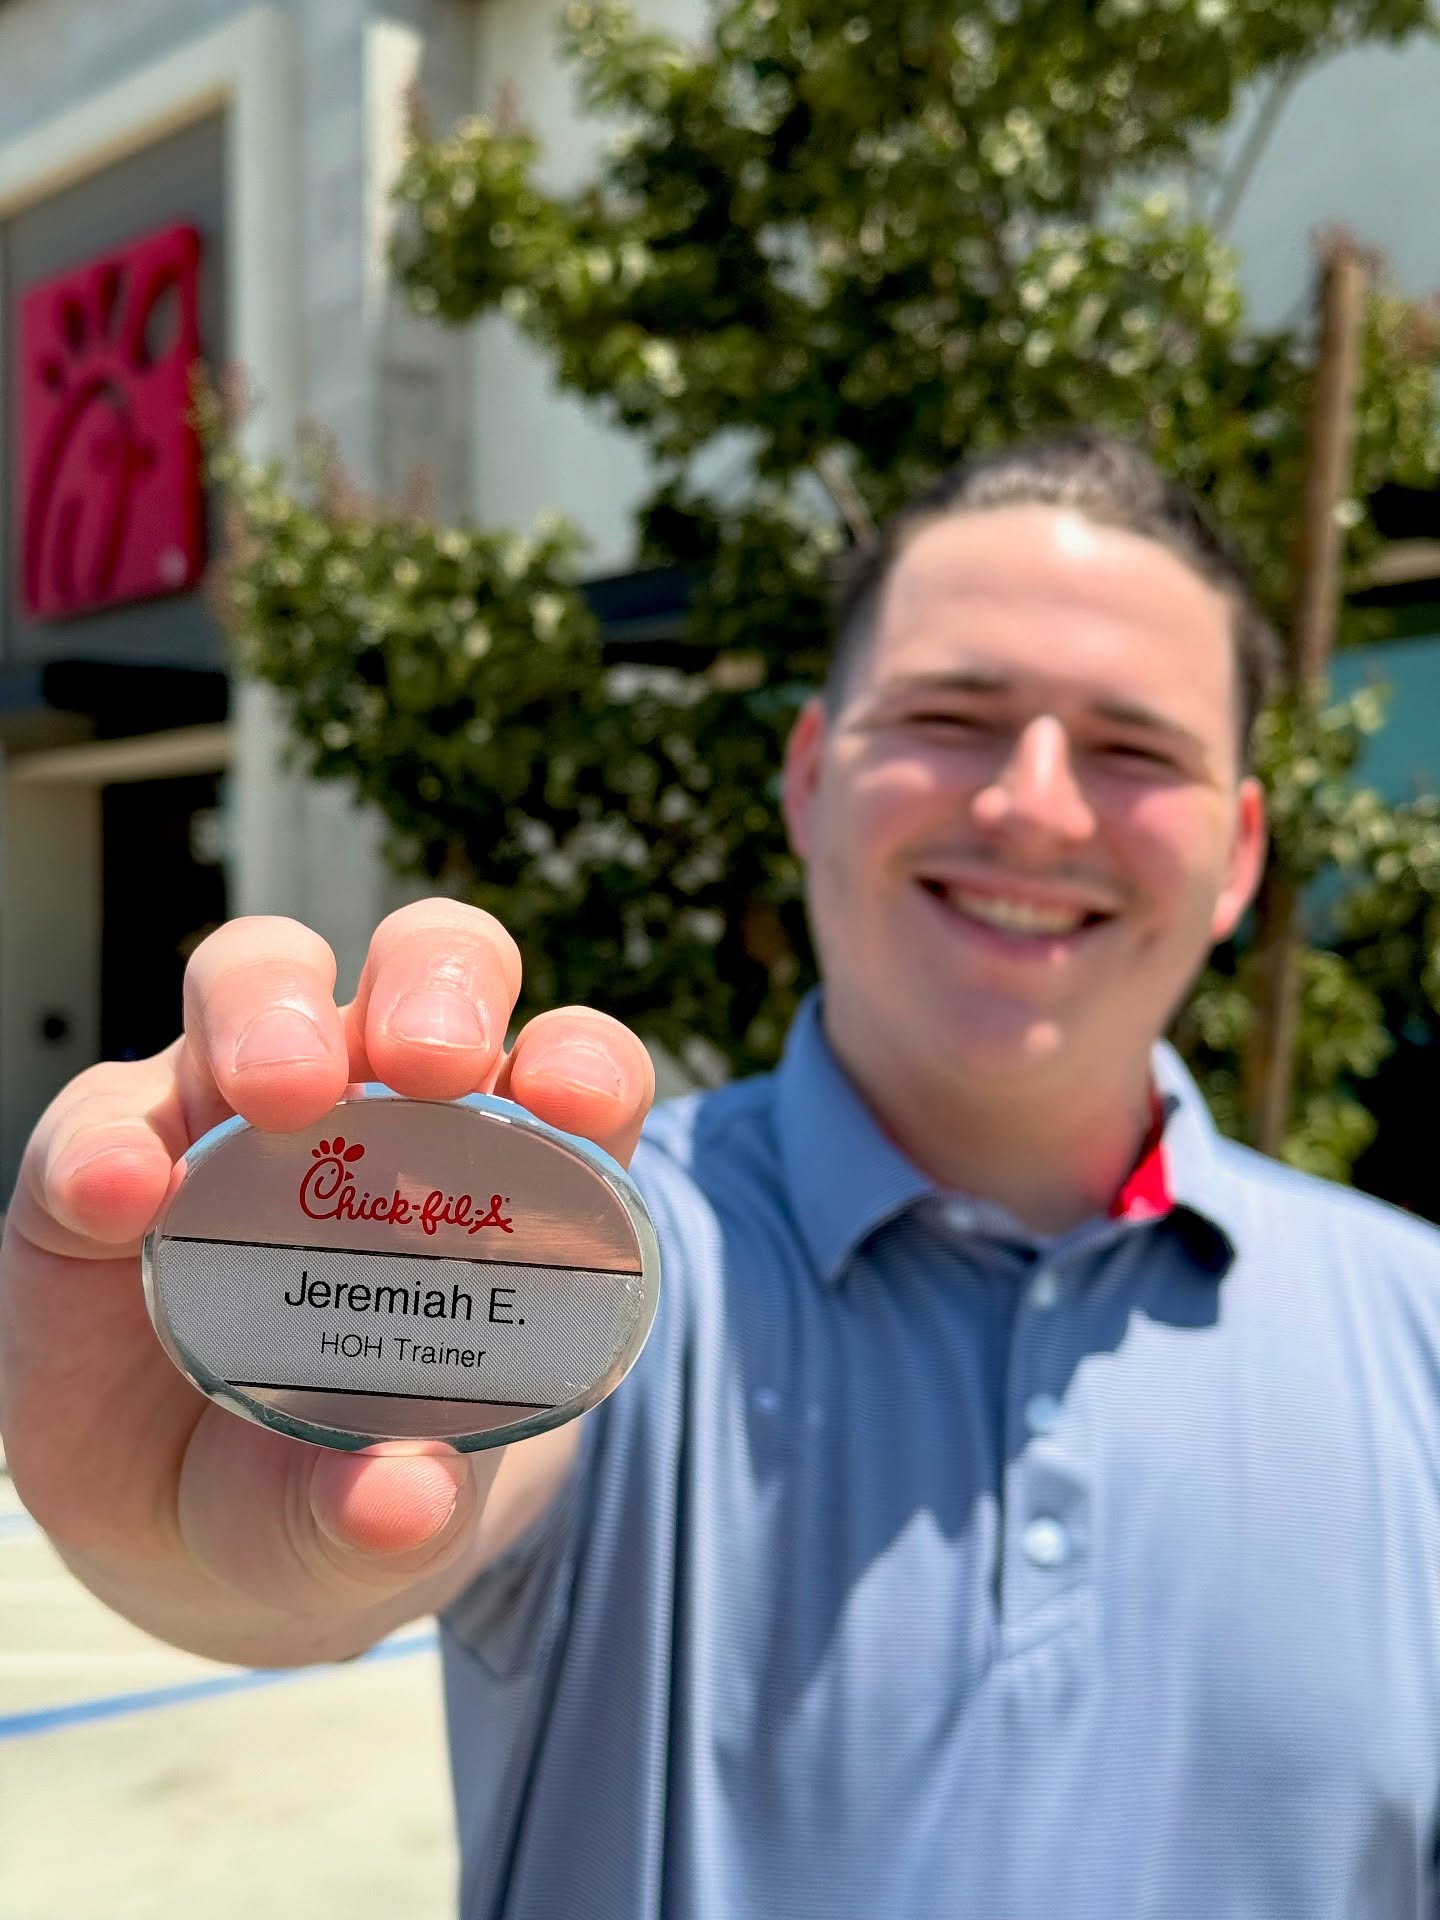 Chick-fil-A®
Jeremiah E.
HOH Trainer